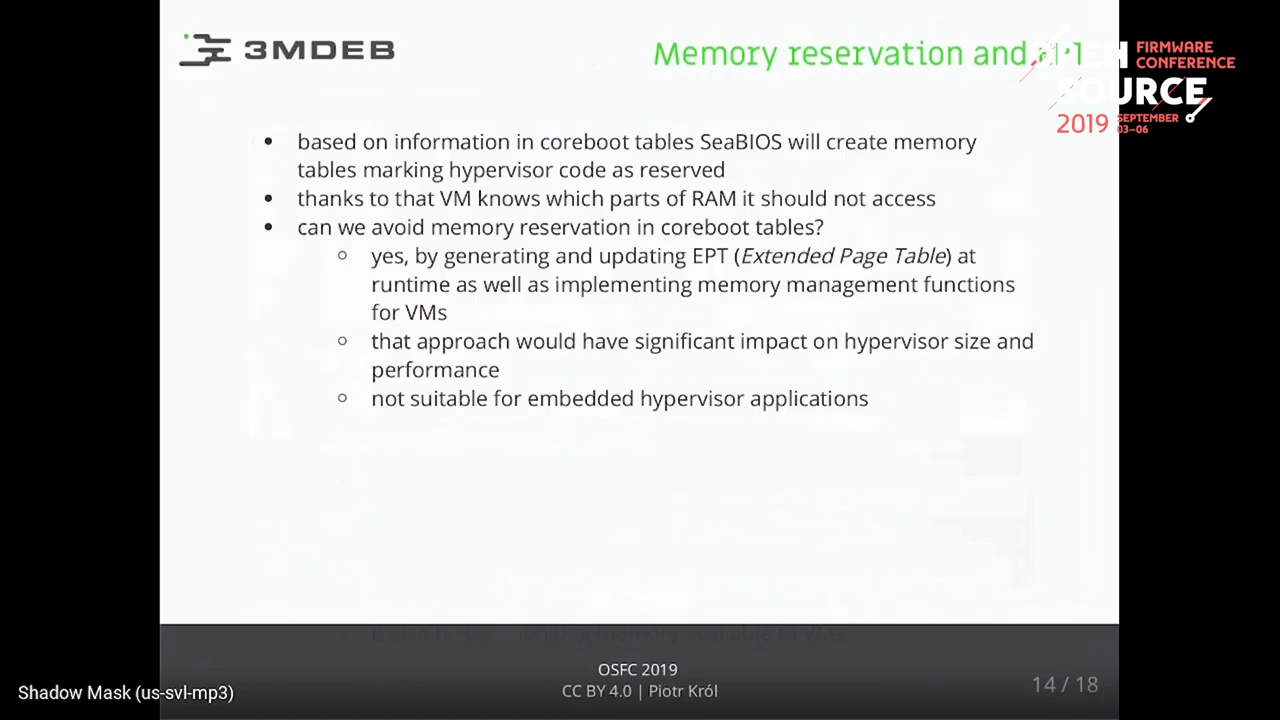 3MDEB
Memory reservation and API
FIRMWARE
CONFERENCE
SOURCE
2019 SEPTEMBER
03–06
• based on information in coreboot tables SeaBIOS will create memory
tables marking hypervisor code as reserved
• thanks to that VM knows which parts of RAM it should not access
• can we avoid memory reservation in coreboot tables?
○ yes, by generating and updating EPT (Extended Page Table) at
runtime as well as implementing memory management functions
for VMs
○ that approach would have significant impact on hypervisor size and
performance
○ not suitable for embedded hypervisor applications
OSFC 2019
CC BY 4.0 | Piotr Król
14 / 18
Shadow Mask (us-svl-mp3)